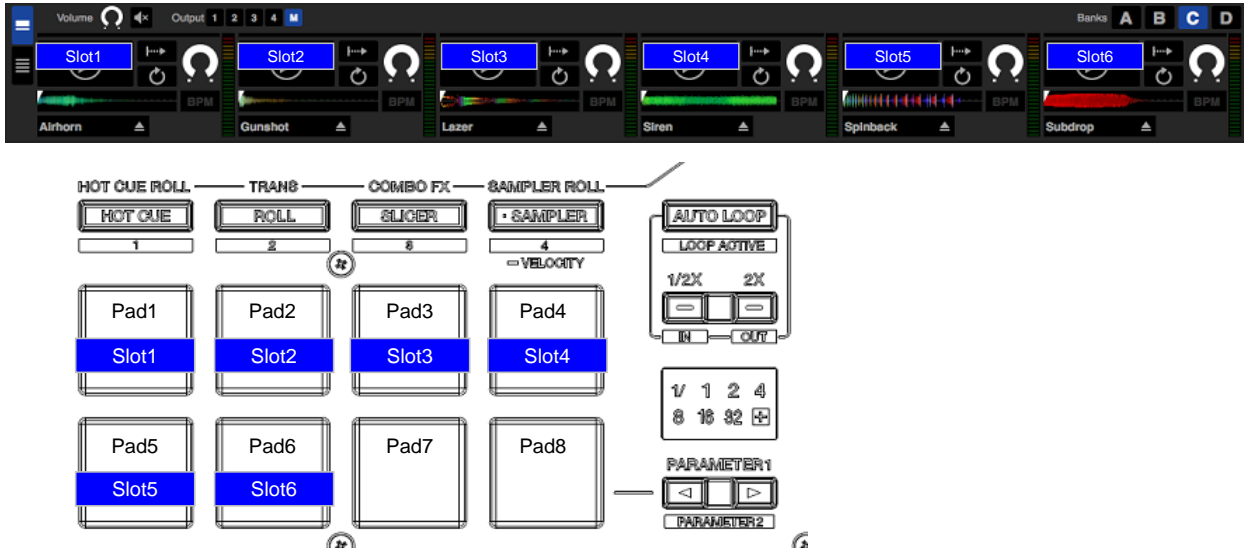 Volume Output 1 2 3 4 M Banks A B C D
Slot1 Slot2 Slot3 Slot4 Slot5 Slot6
BPM BPM BPM BPM BPM BPM
Airhorn Gunshot Lazer Siren Spinback Subdrop
HOT CUE ROLL TRANS COMBO FX SAMPLER ROLL
HOT CUE ROLL SLICER SAMPLER AUTO LOOP
1 2 3 4 LOOP ACTIVE
VELOCITY
1/2X 2X
Pad1 Pad2 Pad3 Pad4
IN OUT
Slot1 Slot2 Slot3 Slot4
1/ 1 2 4
8 16 32
Pad5 Pad6 Pad7 Pad8
PARAMETER1
Slot5 Slot6
PARAMETER2